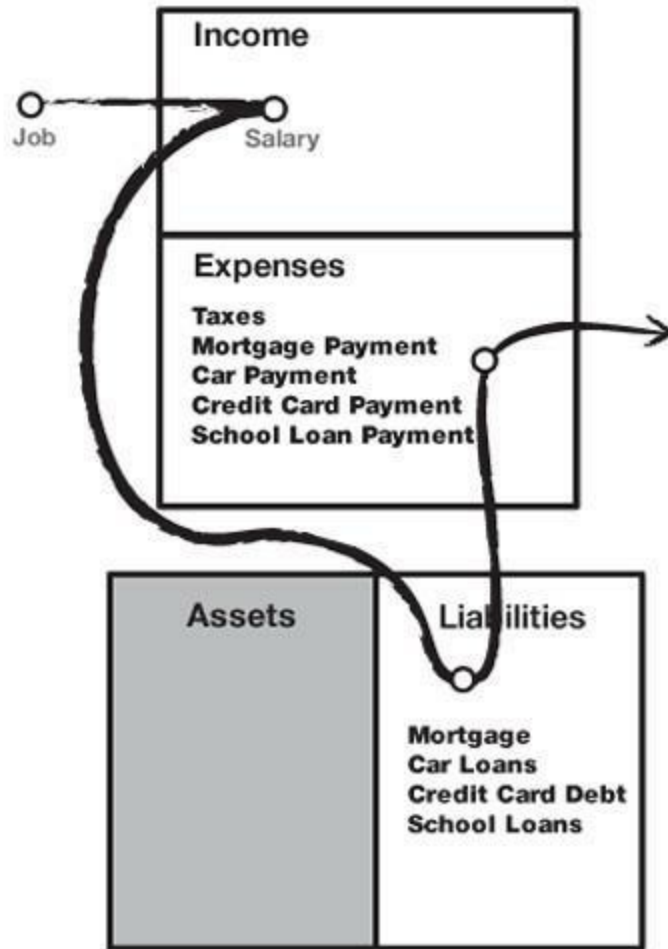 Income
Job
Salary
Expenses
Taxes
Mortgage Payment
Car Payment
Credit Card Payment
School Loan Payment
Assets
Liabilities
Mortgage
Car Loans
Credit Card Debt
School Loans